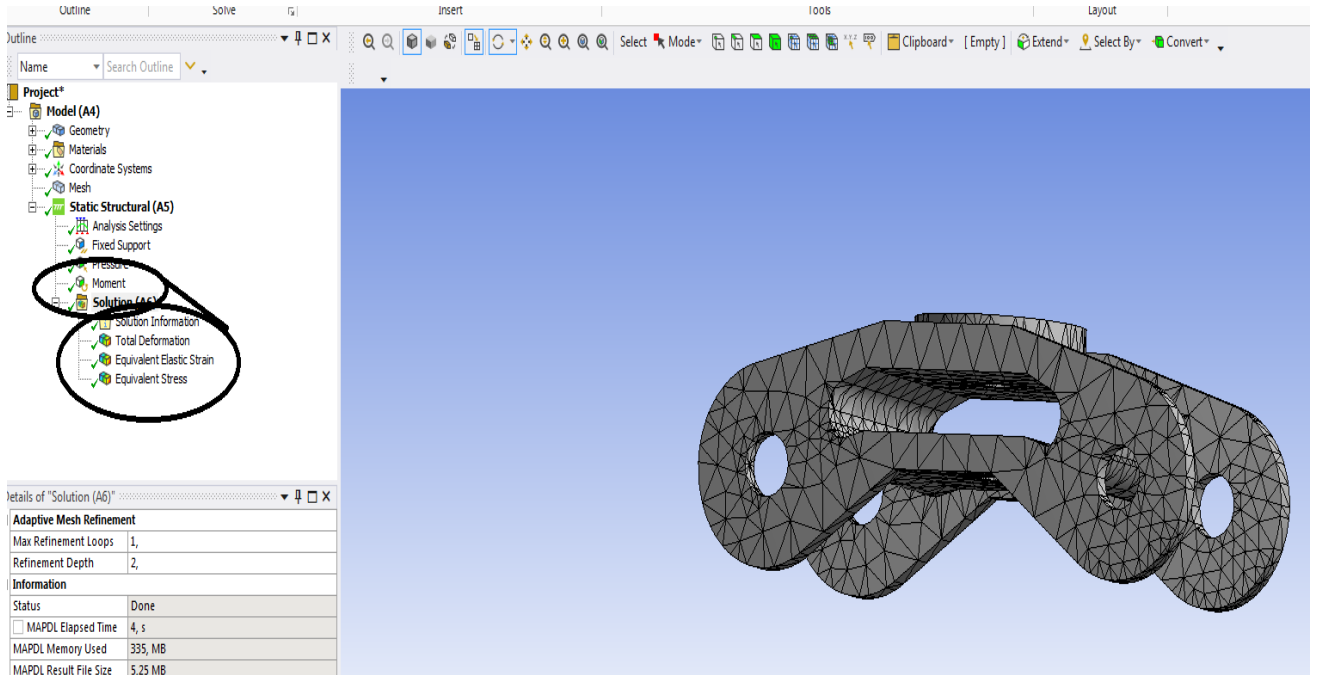 Outline Solve Insert Tools Layout
Outline
Name Search Outline
Select Mode Clipboard [ Empty ] Extend Select By Convert
Project*
Model (A4)
Geometry
Materials
Coordinate Systems
Mesh
Static Structural (A5)
Analysis Settings
Fixed Support
Pressure
Moment
Solution (A6)
Solution Information
Total Deformation
Equivalent Elastic Strain
Equivalent Stress
Details of "Solution (A6)"
Adaptive Mesh Refinement
Max Refinement Loops 1,
Refinement Depth 2,
Information
Status Done
MAPDL Elapsed Time 4, s
MAPDL Memory Used 335, MB
MAPDL Result File Size 5,25 MB